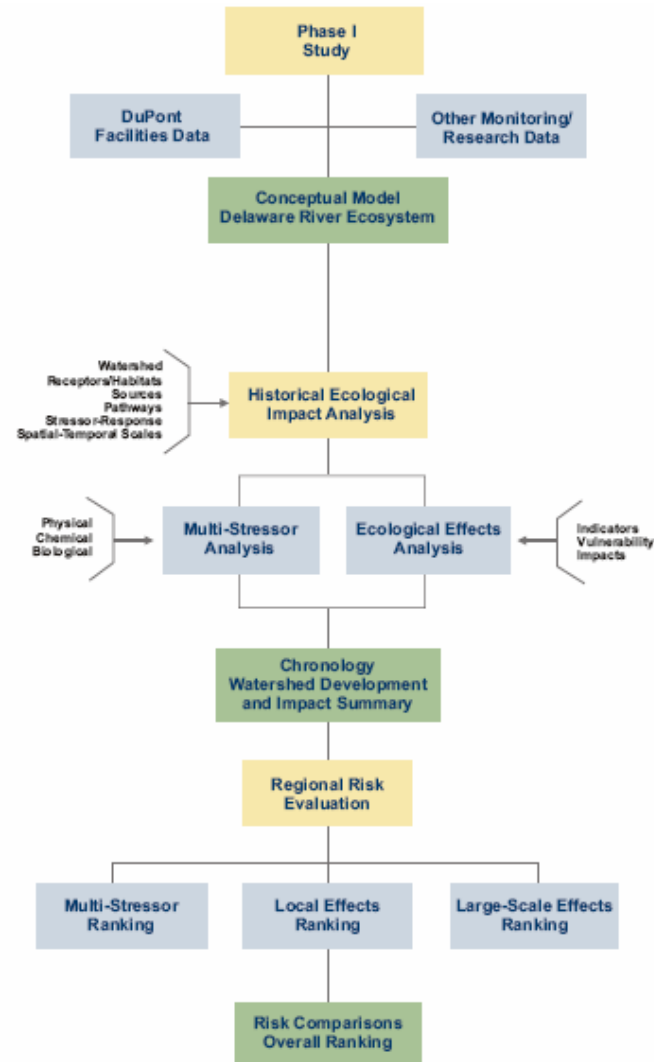 Phase I
Study
DuPont
Facilities Data
Other Monitoring/
Research Data
Conceptual Model
Delaware River Ecosystem
Watershed
Receptors/Habitats
Sources
Pathways
Stressor-Response
Spatial-Temporal Scales
Historical Ecological
Impact Analysis
Physical
Chemical
Biological
Multi-Stressor
Analysis
Ecological Effects
Analysis
Indicators
Vulnerability
Impacts
Chronology
Watershed Development
and Impact Summary
Regional Risk
Evaluation
Multi-Stressor
Ranking
Local Effects
Ranking
Large-Scale Effects
Ranking
Risk Comparisons
Overall Ranking